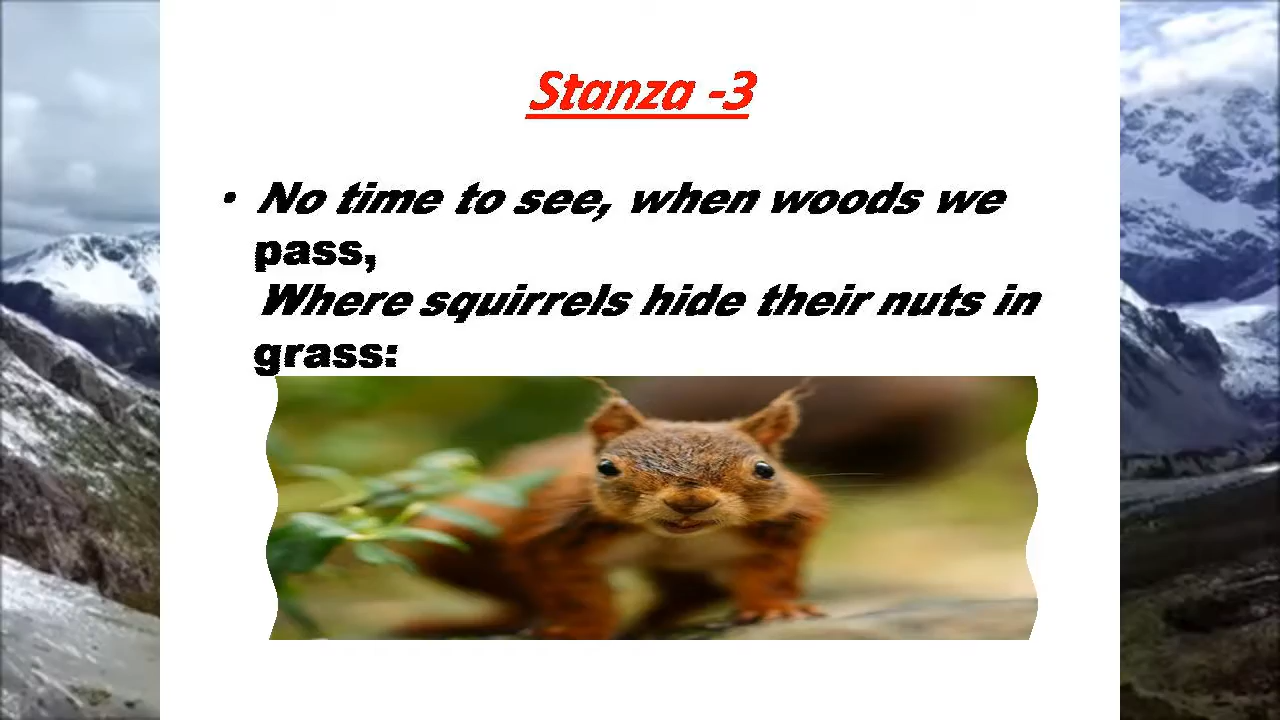 Stanza -3
• No time to see, when woods we
pass,
Where squirrels hide their nuts in
grass: